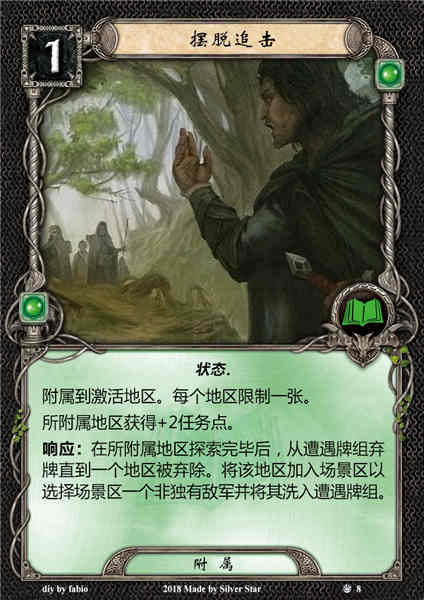 1
摆脱追击
状态.
附属到激活地区。每个地区限制一张。
所附属地区获得+2任务点。
响应：在所附属地区探索完毕后，从遭遇牌组弃
牌直到一个地区被弃除。将该地区加入场景区以
选择场景区一个非独有敌军并将其洗入遭遇牌组。
附属
diy by fabio 2018 Made by Silver Star 8